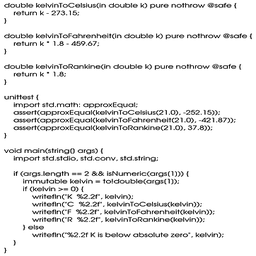 double kelvinToCelsius(in double k) pure nothrow @safe {
return k - 273.15;
}
double kelvinToFahrenheit(in double k) pure nothrow @safe {
return k * 1.8 - 459.67;
}
double kelvinToRankine(in double k) pure nothrow @safe {
return k * 1.8;
}
unittest {
import std.math: approxEqual;
assert(approxEqual(kelvinToCelsius(21.0), -252.15));
assert(approxEqual(kelvinToFahrenheit(21.0), -421.87));
assert(approxEqual(kelvinToRankine(21.0), 37.8));
}
void main(string[] args) {
import std.stdio, std.conv, std.string;
if (args.length == 2 && isNumeric(args[1])) {
immutable kelvin = to!double(args[1]);
if (kelvin >= 0) {
writefln("K %2.2f", kelvin);
writefln("C %2.2f", kelvinToCelsius(kelvin));
writefln("F %2.2f", kelvinToFahrenheit(kelvin));
writefln("R %2.2f", kelvinToRankine(kelvin));
} else
writefln("%2.2f K is below absolute zero", kelvin);
}
}